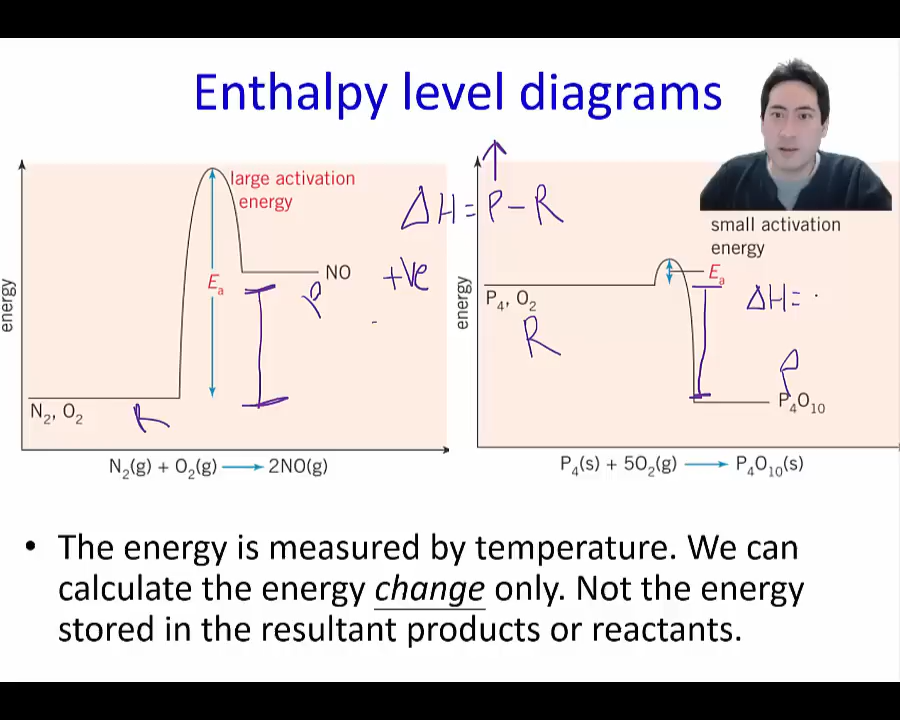 Enthalpy level diagrams
large activation
energy
NO
Eₐ
energy
N₂, O₂
R
P
N₂(g) + O₂(g) → 2NO(g)
ΔH = P – R
+ve
small activation
energy
Eₐ
energy
P₄, O₂
R
ΔH =
P
P₄O₁₀
P₄(s) + 5O₂(g) → P₄O₁₀(s)
• The energy is measured by temperature. We can
calculate the energy change only. Not the energy
stored in the resultant products or reactants.